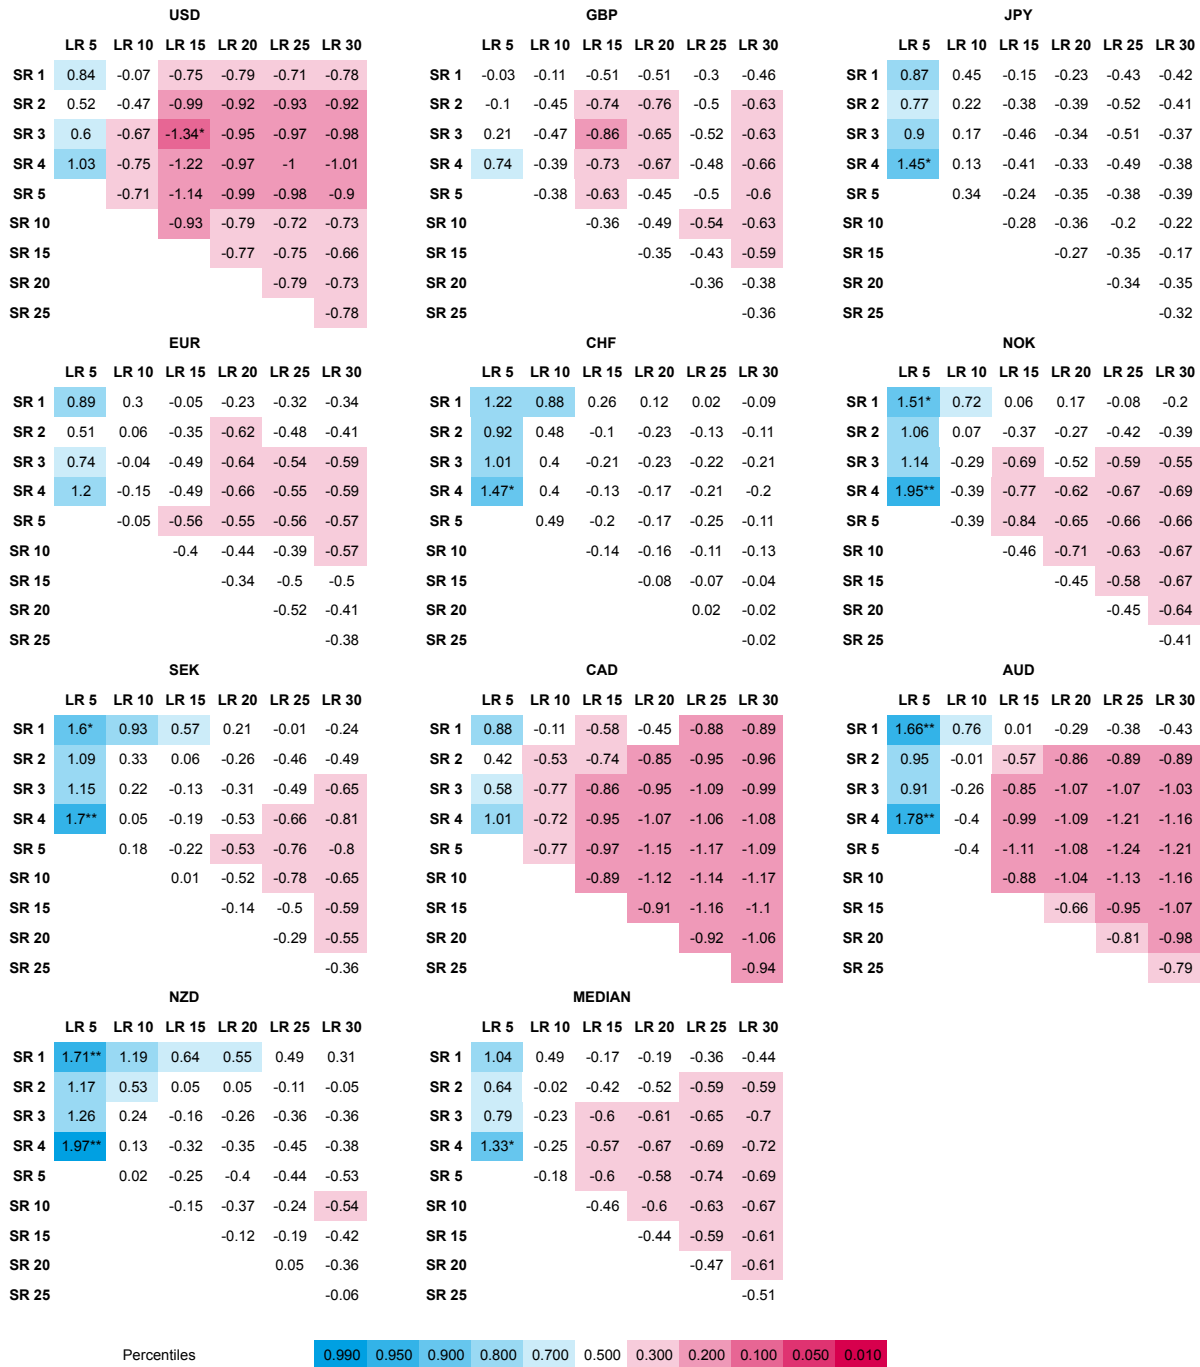 USD GBP JPY
LR 5 LR 10 LR 15 LR 20 LR 25 LR 30 LR 5 LR 10 LR 15 LR 20 LR 25 LR 30 LR 5 LR 10 LR 15 LR 20 LR 25 LR 30
SR 1 0.84 -0.07 -0.75 -0.79 -0.71 -0.78 SR 1 -0.03 -0.11 -0.51 -0.51 -0.3 -0.46 SR 1 0.87 0.45 -0.15 -0.23 -0.43 -0.42
SR 2 0.52 -0.47 -0.99 -0.92 -0.93 -0.92 SR 2 -0.1 -0.45 -0.74 -0.76 -0.5 -0.63 SR 2 0.77 0.22 -0.38 -0.39 -0.52 -0.41
SR 3 0.6 -0.67 -1.34* -0.95 -0.97 -0.98 SR 3 0.21 -0.47 -0.86 -0.65 -0.52 -0.63 SR 3 0.9 0.17 -0.46 -0.34 -0.51 -0.37
SR 4 1.03 -0.75 -1.22 -0.97 -1 -1.01 SR 4 0.74 -0.39 -0.73 -0.67 -0.48 -0.66 SR 4 1.45* 0.13 -0.41 -0.33 -0.49 -0.38
SR 5 -0.71 -1.14 -0.99 -0.98 -0.9 SR 5 -0.38 -0.63 -0.45 -0.5 -0.6 SR 5 0.34 -0.24 -0.35 -0.38 -0.39
SR 10 -0.93 -0.79 -0.72 -0.73 SR 10 -0.36 -0.49 -0.54 -0.63 SR 10 -0.28 -0.36 -0.2 -0.22
SR 15 -0.77 -0.75 -0.66 SR 15 -0.35 -0.43 -0.59 SR 15 -0.27 -0.35 -0.17
SR 20 -0.79 -0.73 SR 20 -0.36 -0.38 SR 20 -0.34 -0.35
SR 25 -0.78 SR 25 -0.36 SR 25 -0.32
EUR CHF NOK
LR 5 LR 10 LR 15 LR 20 LR 25 LR 30 LR 5 LR 10 LR 15 LR 20 LR 25 LR 30 LR 5 LR 10 LR 15 LR 20 LR 25 LR 30
SR 1 0.89 0.3 -0.05 -0.23 -0.32 -0.34 SR 1 1.22 0.88 0.26 0.12 0.02 -0.09 SR 1 1.51* 0.72 0.06 0.17 -0.08 -0.2
SR 2 0.51 0.06 -0.35 -0.62 -0.48 -0.41 SR 2 0.92 0.48 -0.1 -0.23 -0.13 -0.11 SR 2 1.06 0.07 -0.37 -0.27 -0.42 -0.39
SR 3 0.74 -0.04 -0.49 -0.64 -0.54 -0.59 SR 3 1.01 0.4 -0.21 -0.23 -0.22 -0.21 SR 3 1.14 -0.29 -0.69 -0.52 -0.59 -0.55
SR 4 1.2 -0.15 -0.49 -0.66 -0.55 -0.59 SR 4 1.47* 0.4 -0.13 -0.17 -0.21 -0.2 SR 4 1.95** -0.39 -0.77 -0.62 -0.67 -0.69
SR 5 -0.05 -0.56 -0.55 -0.56 -0.57 SR 5 0.49 -0.2 -0.17 -0.25 -0.11 SR 5 -0.39 -0.84 -0.65 -0.66 -0.66
SR 10 -0.4 -0.44 -0.39 -0.57 SR 10 -0.14 -0.16 -0.11 -0.13 SR 10 -0.46 -0.71 -0.63 -0.67
SR 15 -0.34 -0.5 -0.5 SR 15 -0.08 -0.07 -0.04 SR 15 -0.45 -0.58 -0.67
SR 20 -0.52 -0.41 SR 20 0.02 -0.02 SR 20 -0.45 -0.64
SR 25 -0.38 SR 25 -0.02 SR 25 -0.41
SEK CAD AUD
LR 5 LR 10 LR 15 LR 20 LR 25 LR 30 LR 5 LR 10 LR 15 LR 20 LR 25 LR 30 LR 5 LR 10 LR 15 LR 20 LR 25 LR 30
SR 1 1.6* 0.93 0.57 0.21 -0.01 -0.24 SR 1 0.88 -0.11 -0.58 -0.45 -0.88 -0.89 SR 1 1.66** 0.76 0.01 -0.29 -0.38 -0.43
SR 2 1.09 0.33 0.06 -0.26 -0.46 -0.49 SR 2 0.42 -0.53 -0.74 -0.85 -0.95 -0.96 SR 2 0.95 -0.01 -0.57 -0.86 -0.89 -0.89
SR 3 1.15 0.22 -0.13 -0.31 -0.49 -0.65 SR 3 0.58 -0.77 -0.86 -0.95 -1.09 -0.99 SR 3 0.91 -0.26 -0.85 -1.07 -1.07 -1.03
SR 4 1.7** 0.05 -0.19 -0.53 -0.66 -0.81 SR 4 1.01 -0.72 -0.95 -1.07 -1.06 -1.08 SR 4 1.78** -0.4 -0.99 -1.09 -1.21 -1.16
SR 5 0.18 -0.22 -0.53 -0.76 -0.8 SR 5 -0.77 -0.97 -1.15 -1.17 -1.09 SR 5 -0.4 -1.11 -1.08 -1.24 -1.21
SR 10 0.01 -0.52 -0.78 -0.65 SR 10 -0.89 -1.12 -1.14 -1.17 SR 10 -0.88 -1.04 -1.13 -1.16
SR 15 -0.14 -0.5 -0.59 SR 15 -0.91 -1.16 -1.1 SR 15 -0.66 -0.95 -1.07
SR 20 -0.29 -0.55 SR 20 -0.92 -1.06 SR 20 -0.81 -0.98
SR 25 -0.36 SR 25 -0.94 SR 25 -0.79
NZD MEDIAN
LR 5 LR 10 LR 15 LR 20 LR 25 LR 30 LR 5 LR 10 LR 15 LR 20 LR 25 LR 30
SR 1 1.71** 1.19 0.64 0.55 0.49 0.31 SR 1 1.04 0.49 -0.17 -0.19 -0.36 -0.44
SR 2 1.17 0.53 0.05 0.05 -0.11 -0.05 SR 2 0.64 -0.02 -0.42 -0.52 -0.59 -0.59
SR 3 1.26 0.24 -0.16 -0.26 -0.36 -0.36 SR 3 0.79 -0.23 -0.6 -0.61 -0.65 -0.7
SR 4 1.97** 0.13 -0.32 -0.35 -0.45 -0.38 SR 4 1.33* -0.25 -0.57 -0.67 -0.69 -0.72
SR 5 0.02 -0.25 -0.4 -0.44 -0.53 SR 5 -0.18 -0.6 -0.58 -0.74 -0.69
SR 10 -0.15 -0.37 -0.24 -0.54 SR 10 -0.46 -0.6 -0.63 -0.67
SR 15 -0.12 -0.19 -0.42 SR 15 -0.44 -0.59 -0.61
SR 20 0.05 -0.36 SR 20 -0.47 -0.61
SR 25 -0.06 SR 25 -0.51
Percentiles 0.990 0.950 0.900 0.800 0.700 0.500 0.300 0.200 0.100 0.050 0.010